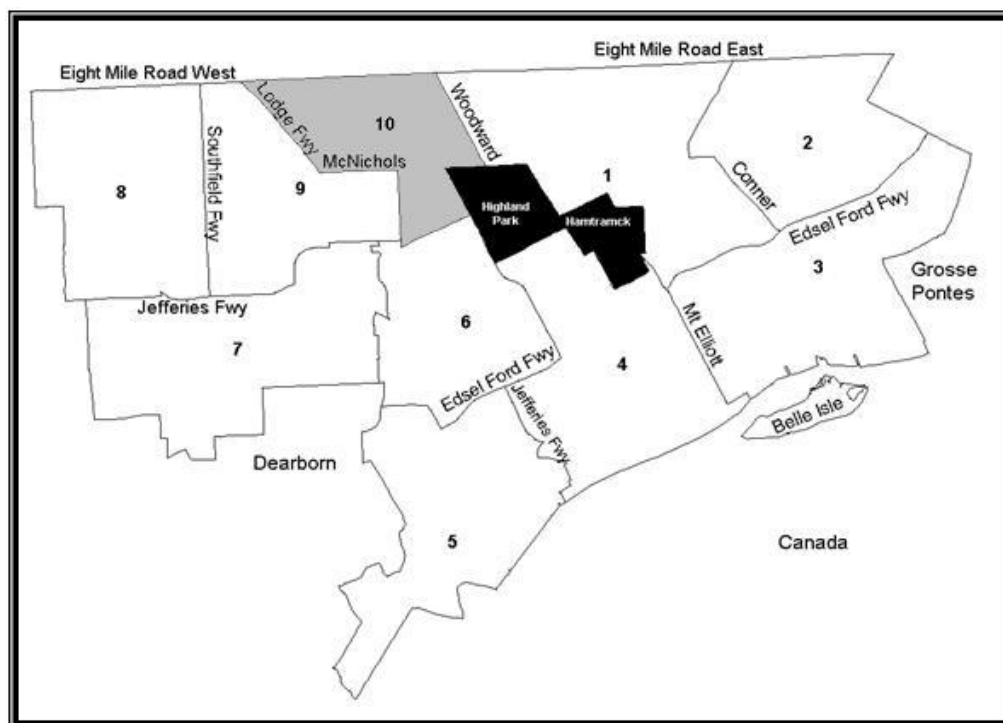 Eight Mile Road East
Eight Mile Road West
Lodge Fwy
Woodward
10
2
McNichols
Southfield Fwy
1
8
9
Conner
Highland
Park
Hamtramck
Edsel Ford Fwy
3
Grosse
Pontes
Jefferies Fwy
6
7
Mt Elliott
4
Edsel Ford Fwy
Jefferies Fwy
Belle Isle
Dearborn
5
Canada